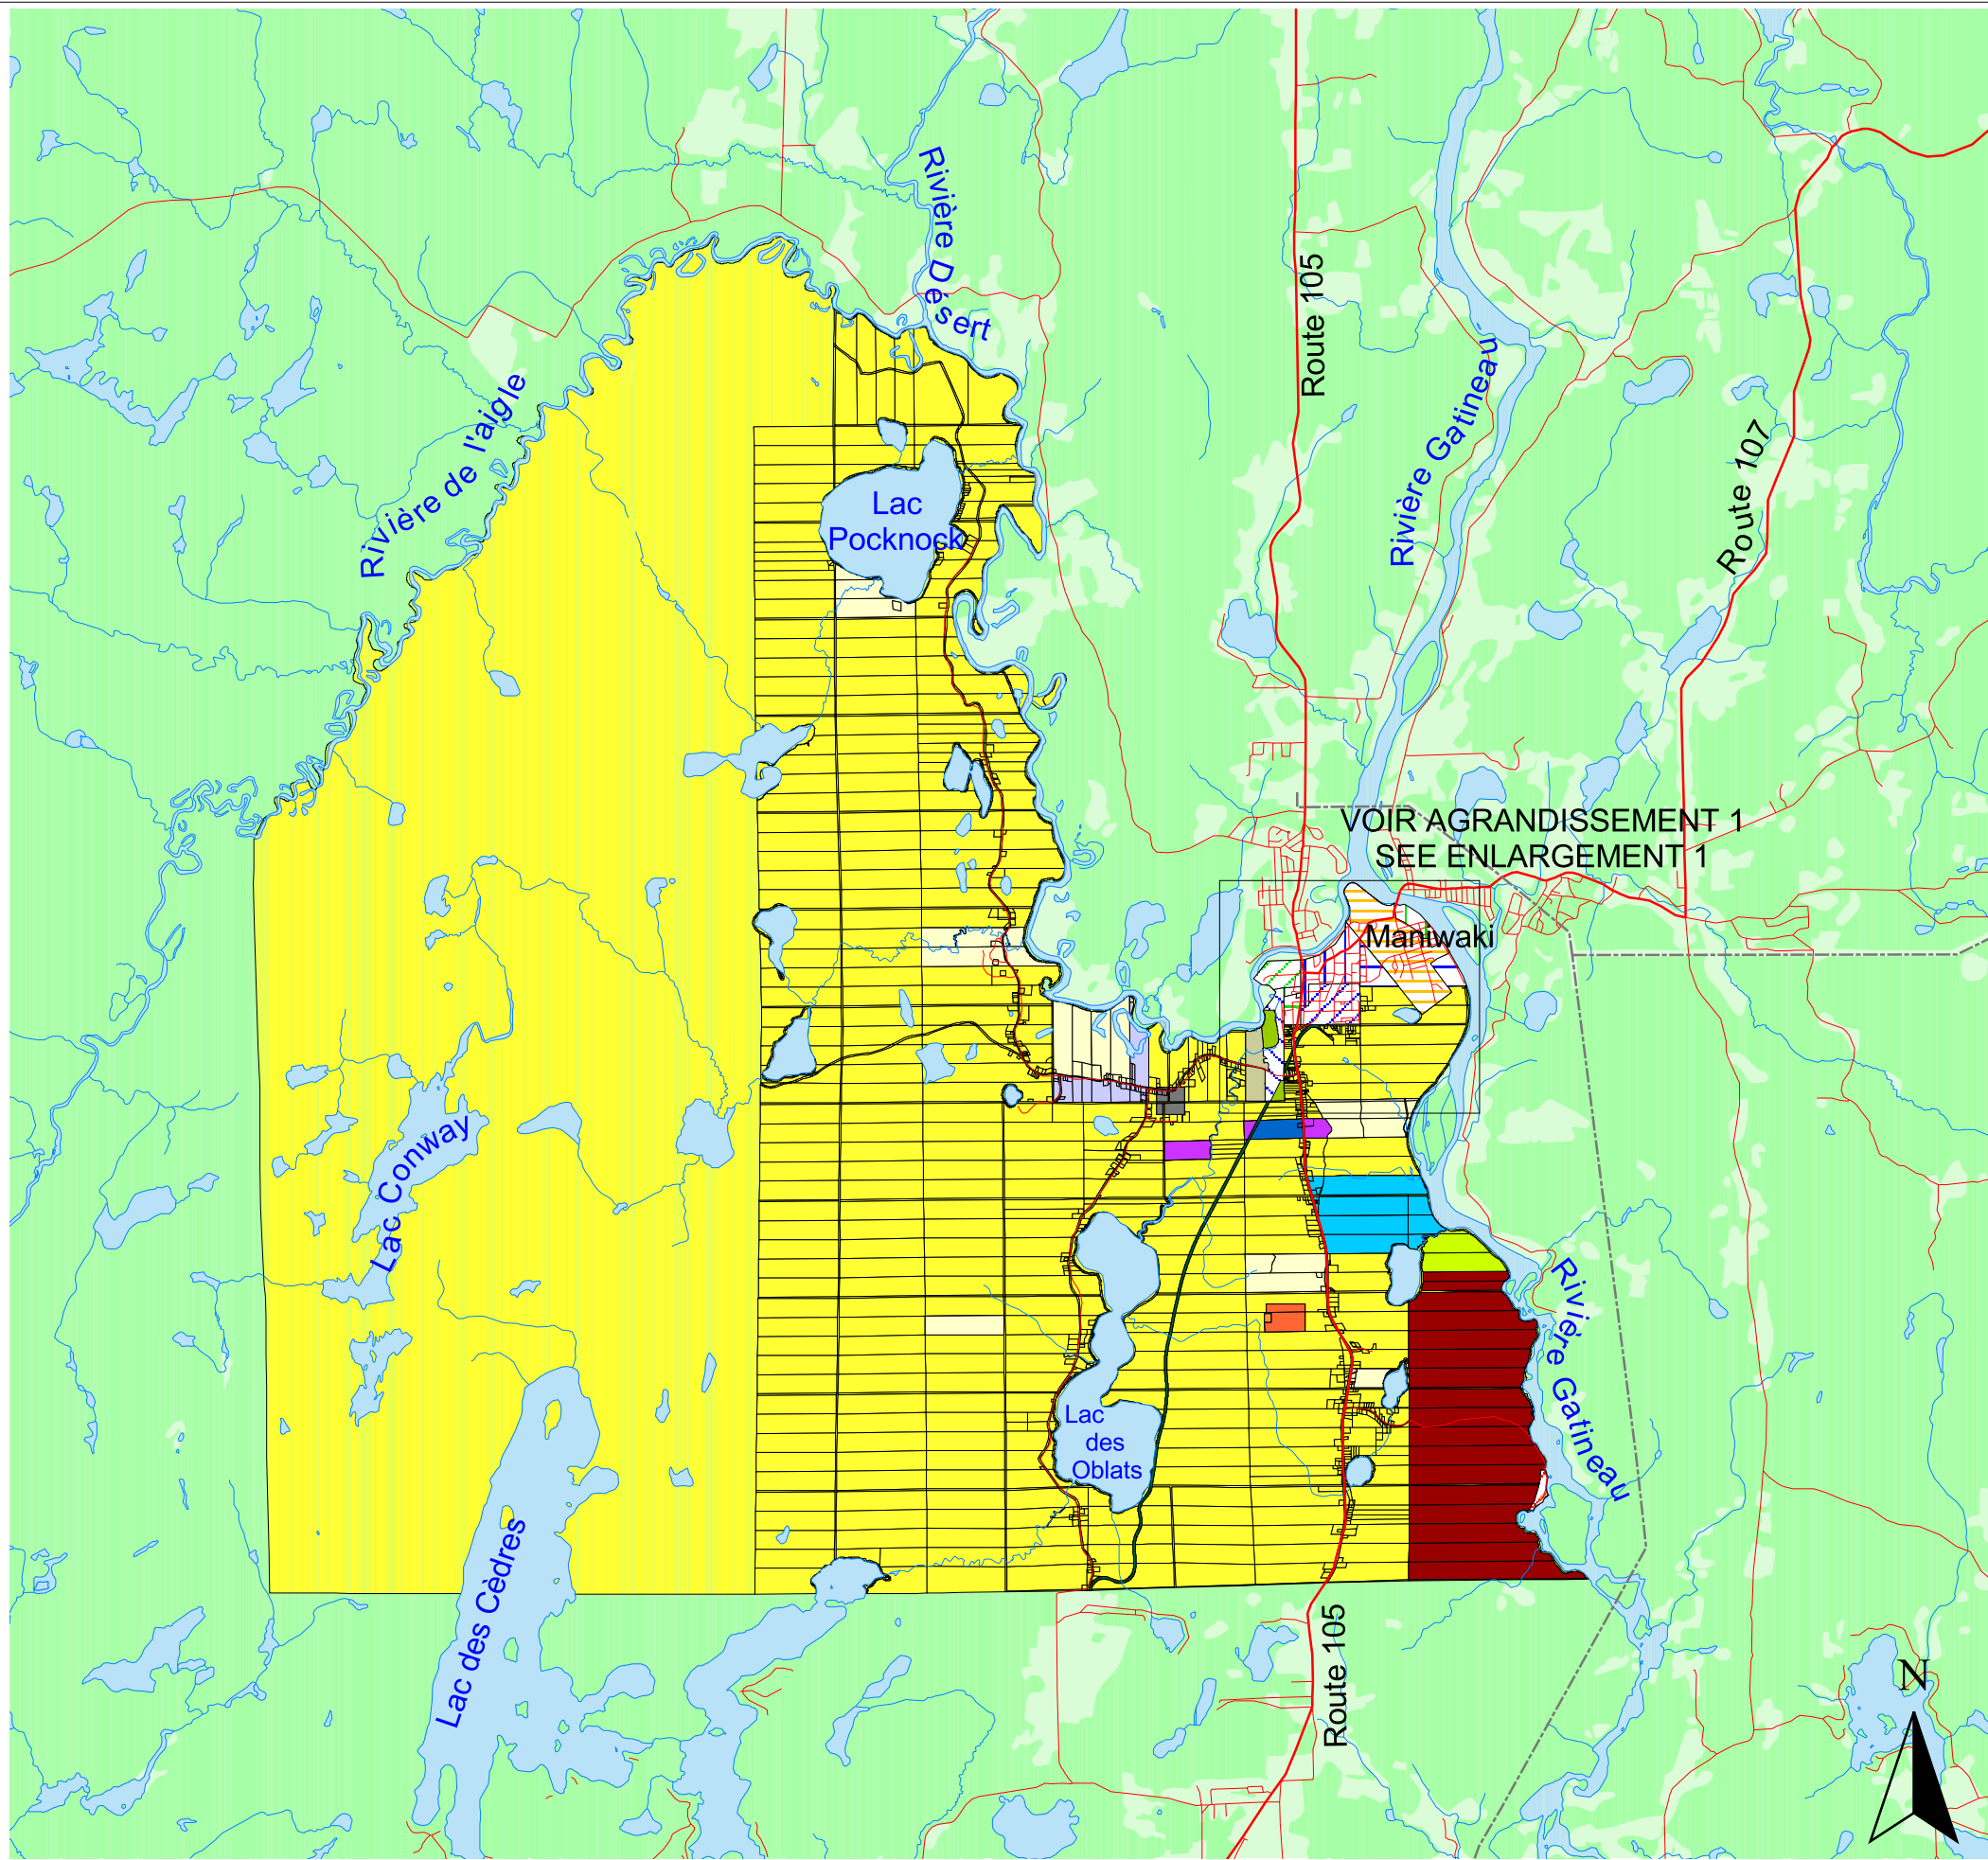 Rivière Désert
Route 105
Rivière Gatineau
Rivière de l'aigle
Route 107
Lac
Pocknock
VOIR AGRANDISSEMENT 1
SEE ENLARGEMENT 1
Maniwaki
Lac Conway
Rivière Gatineau
Lac
des
Oblats
Lac des Cèdres
Route 105
N